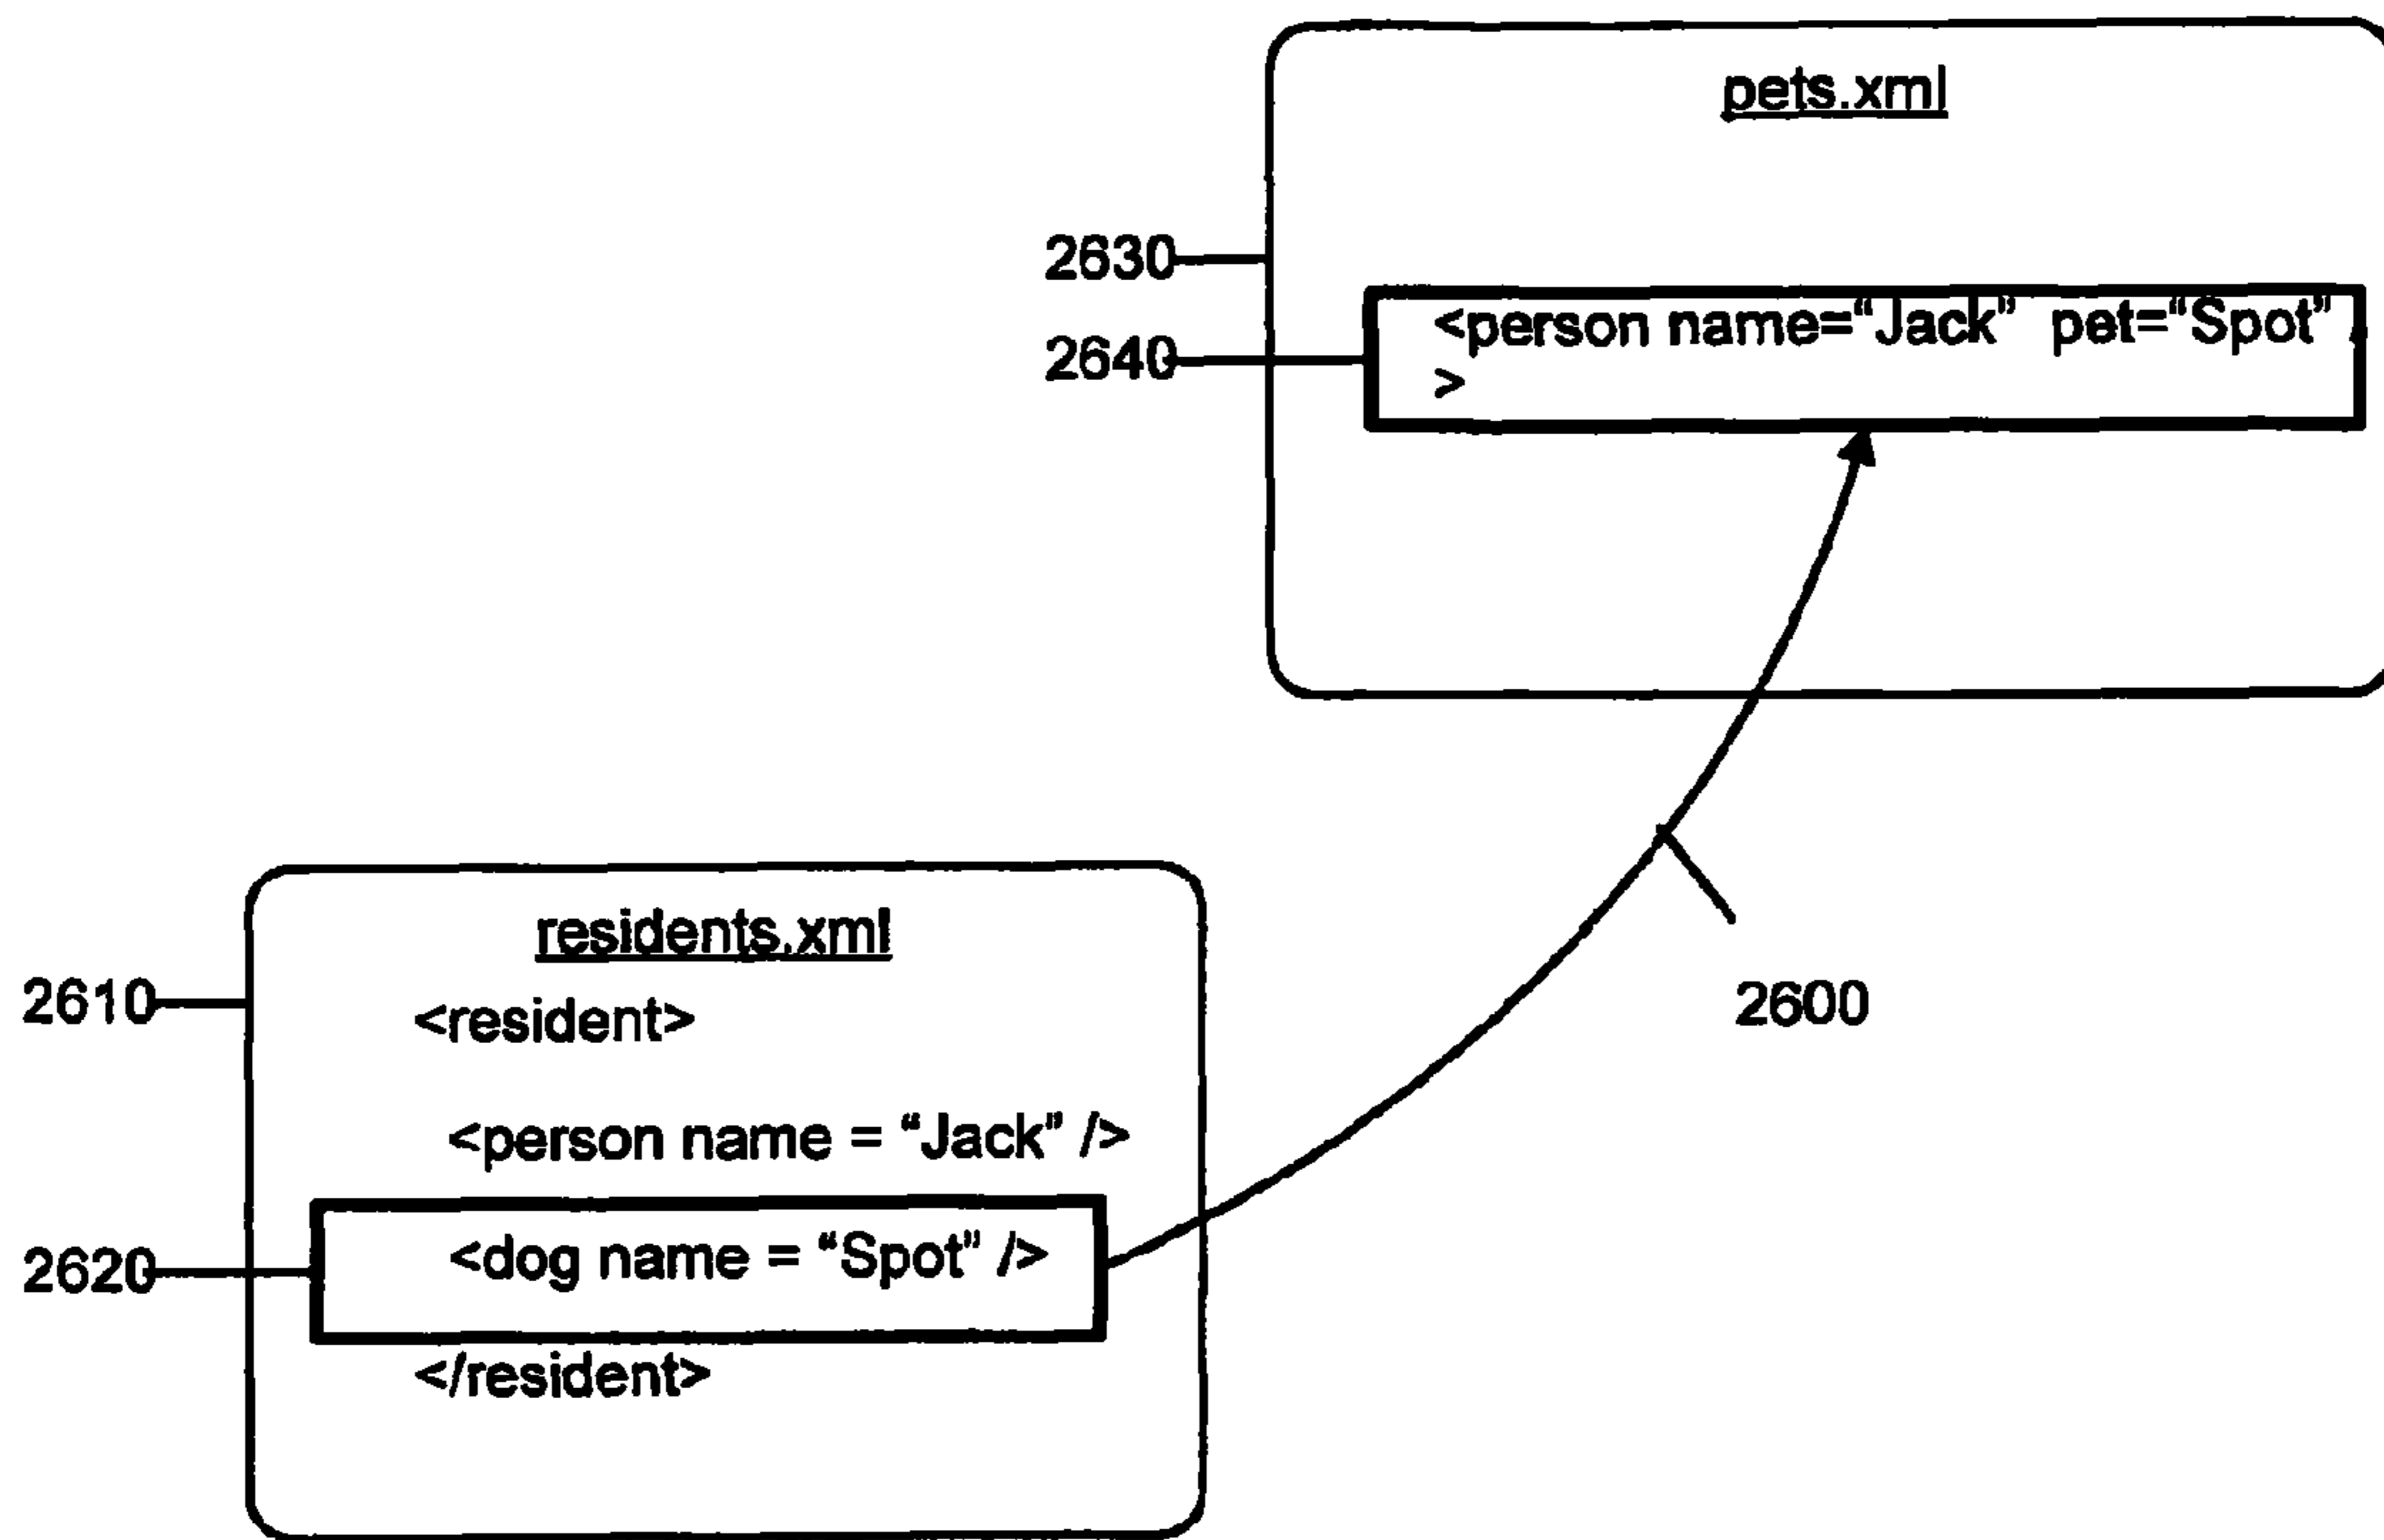 pets.xml
2630
<person name="Jack" pet="Spot" /
>
2640
residents.xml
2610
<resident>
2600
<person name = "Jack" />
<dog name = "Spot" />
2620
</resident>